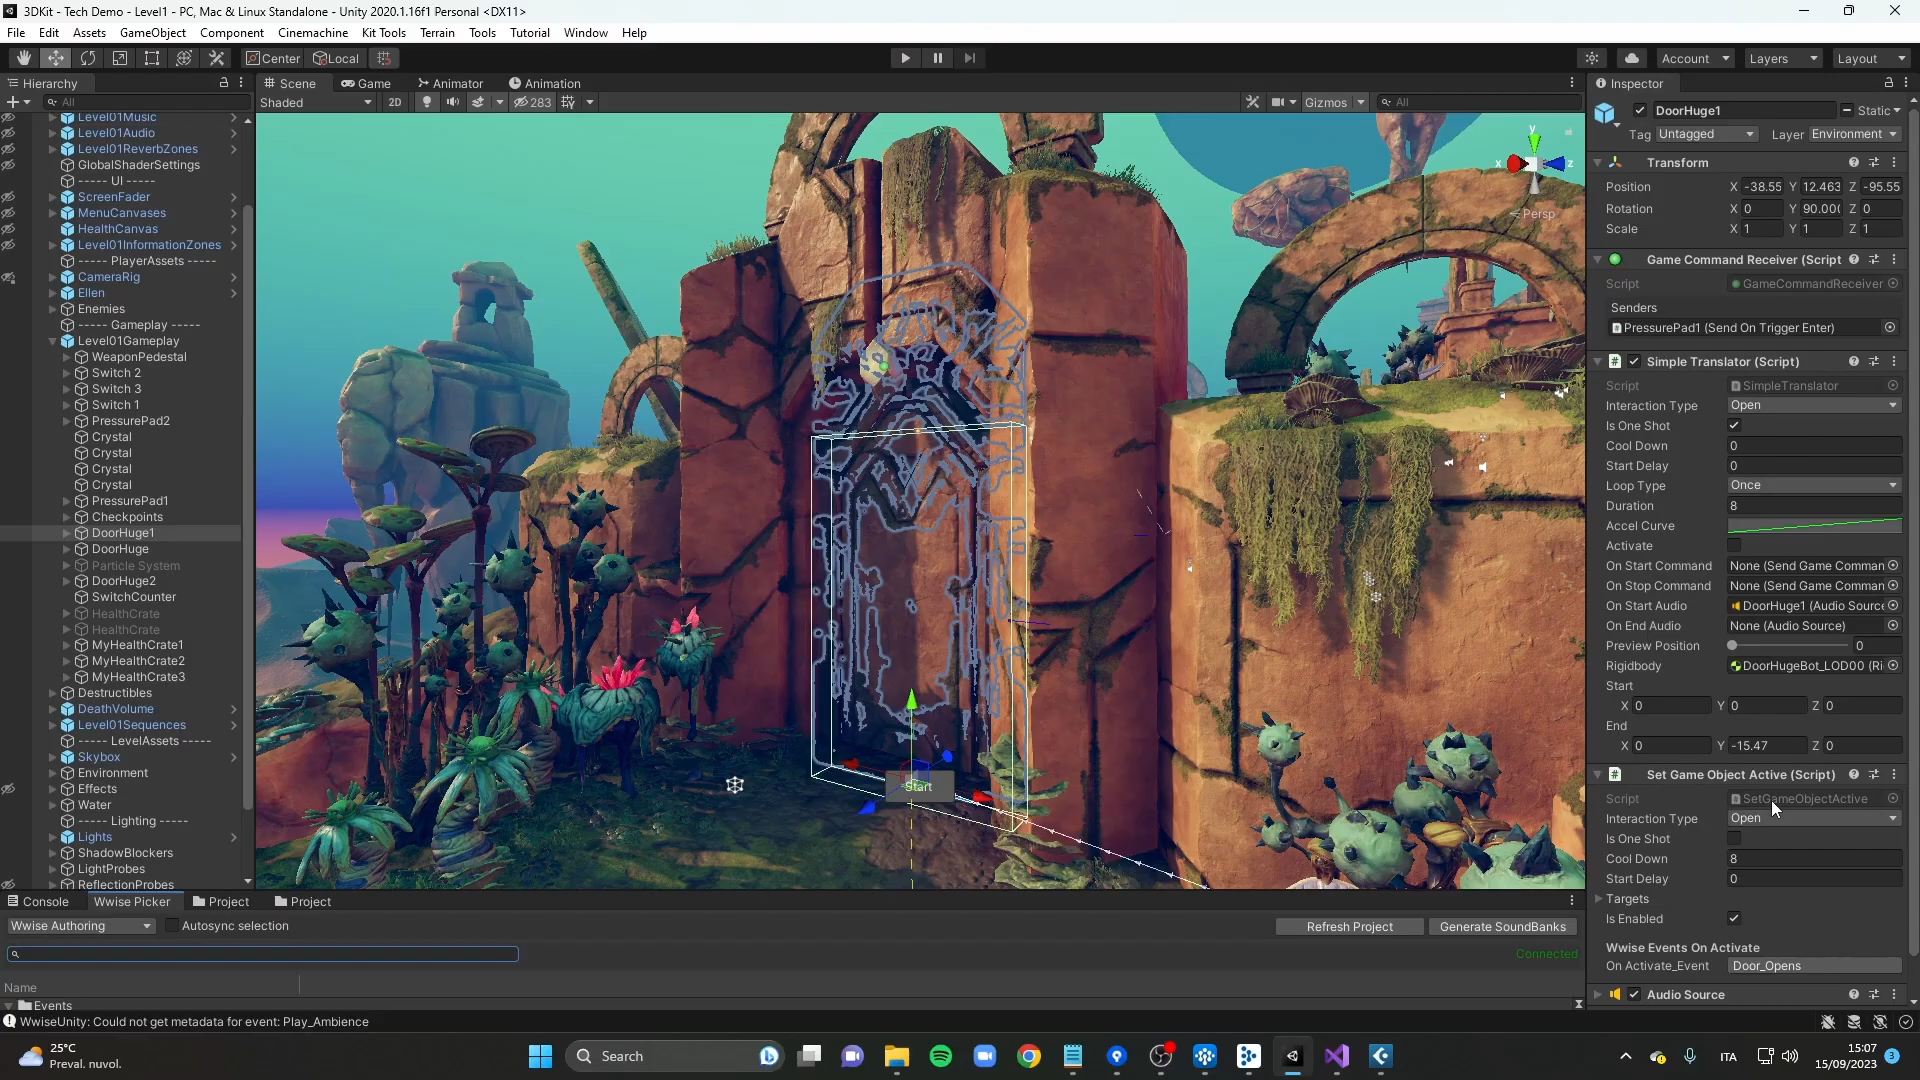 3DKit - Tech Demo - Level1 - PC, Mac & Linux Standalone - Unity 2020.1.16f1 Personal <DX11>
File Edit Assets GameObject Component Cinemachine Kit Tools Terrain Tools Tutorial Window Help
Center Local Account Layers Layout
Hierarchy
All
Level01Music
Level01Audio
Level01ReverbZones
GlobalShaderSettings
----- UI -----
ScreenFader
MenuCanvases
HealthCanvas
Level01InformationZones
----- PlayerAssets -----
CameraRig
Ellen
Enemies
----- Gameplay -----
Level01Gameplay
WeaponPedestal
Switch 2
Switch 3
Switch 1
PressurePad2
Crystal
Crystal
Crystal
Crystal
PressurePad1
Checkpoints
DoorHuge1
DoorHuge
Particle System
DoorHuge2
SwitchCounter
HealthCrate
HealthCrate
MyHealthCrate1
MyHealthCrate2
MyHealthCrate3
Destructibles
DeathVolume
Level01Sequences
----- LevelAssets -----
Skybox
Environment
Effects
Water
----- Lighting -----
Lights
ShadowBlockers
LightProbes
ReflectionProbes
Scene Game Animator Animation
Shaded 2D 283 Gizmos All
y
x z
Persp
Start
Inspector
DoorHuge1 Static
Tag Untagged Layer Environment
Transform
Position X -38.55 Y 12.463 Z -95.55
Rotation X 0 Y 90.00( Z 0
Scale X 1 Y 1 Z 1
Game Command Receiver (Script
Script GameCommandReceiver
Senders
PressurePad1 (Send On Trigger Enter)
Simple Translator (Script)
Script SimpleTranslator
Interaction Type Open
Is One Shot
Cool Down 0
Start Delay 0
Loop Type Once
Duration 8
Accel Curve
Activate
On Start Command None (Send Game Comman
On Stop Command None (Send Game Comman
On Start Audio DoorHuge1 (Audio Source
On End Audio None (Audio Source)
Preview Position 0
Rigidbody DoorHugeBot_LOD00 (Ri
Start
X 0 Y 0 Z 0
End
X 0 Y -15.47 Z 0
Set Game Object Active (Script)
Script SetGameObjectActive
Interaction Type Open
Is One Shot
Cool Down 8
Start Delay 0
Targets
Is Enabled
Wwise Events On Activate
On Activate_Event Door_Opens
Audio Source
Console Wwise Picker Project Project
Wwise Authoring Autosync selection Refresh Project Generate SoundBanks
Connected
Name
Events
WwiseUnity: Could not get metadata for event: Play_Ambience
25°C
Preval. nuvol.
Search
ITA
15:07
15/09/2023
3